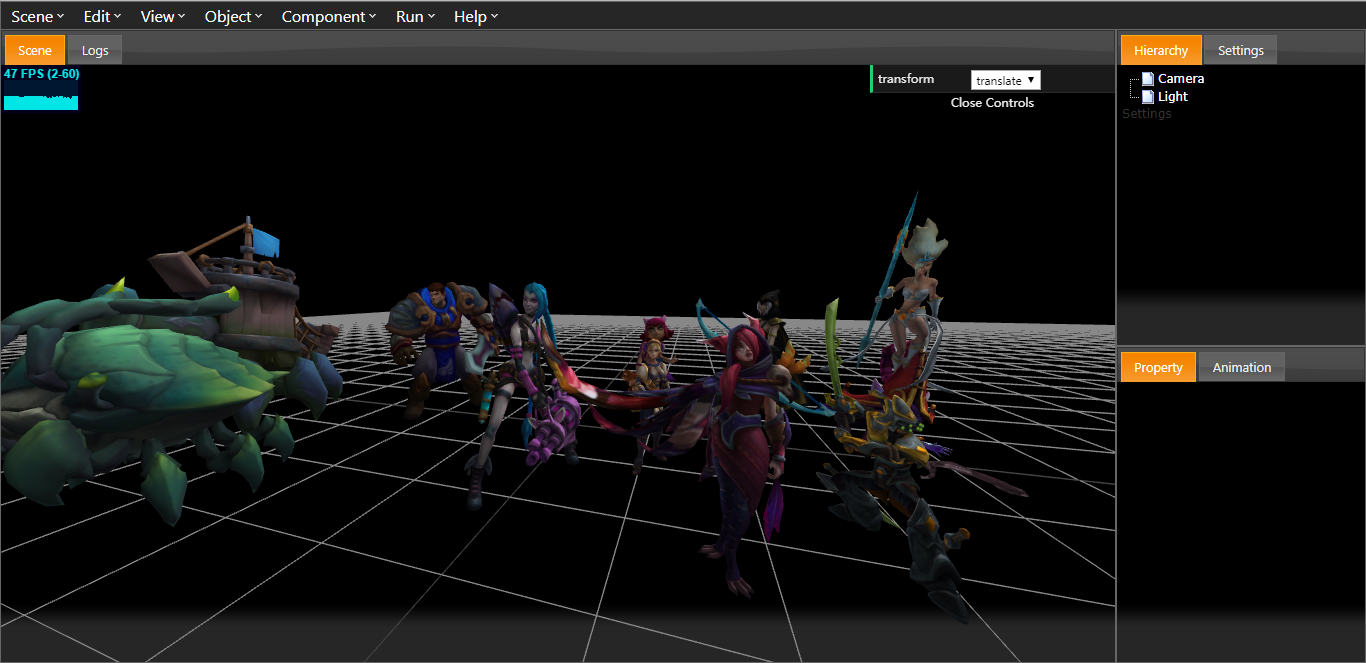 Scene Edit View Object Component Run Help
Scene Logs
Hierarchy Settings
47 FPS (2-60)
transform translate
Close Controls
Camera
Light
Settings
Property Animation